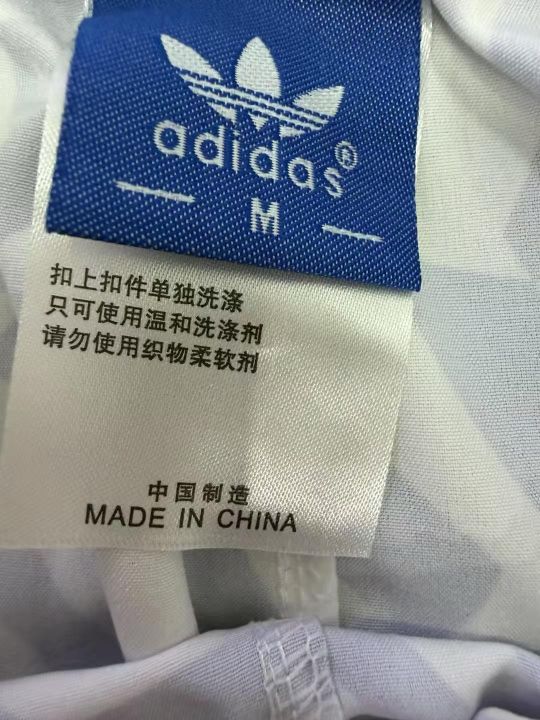 adidas®
M
扣上扣件单独洗涤
只可使用温和洗涤剂
请勿使用织物柔软剂
中国制造
MADE IN CHINA